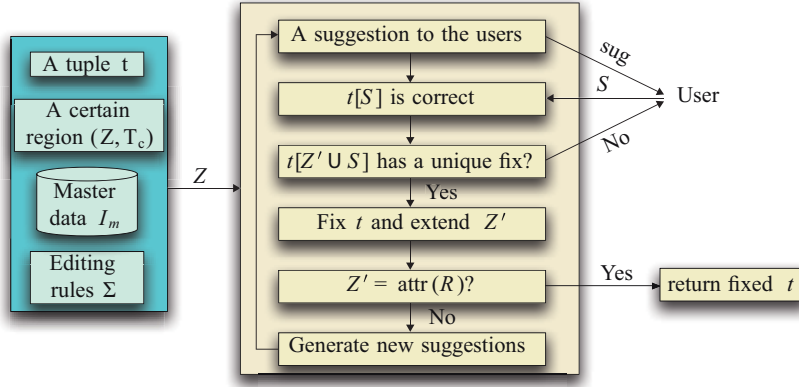 A tuple t
A certain
region (Z, T_c)
Master
data I_m
Editing
rules Σ
Z
A suggestion to the users
t[S] is correct
t[Z′ ∪ S] has a unique fix?
Yes
Fix t and extend Z′
Z′ = attr(R)?
No
Generate new suggestions
sug
S
User
No
Yes
return fixed t